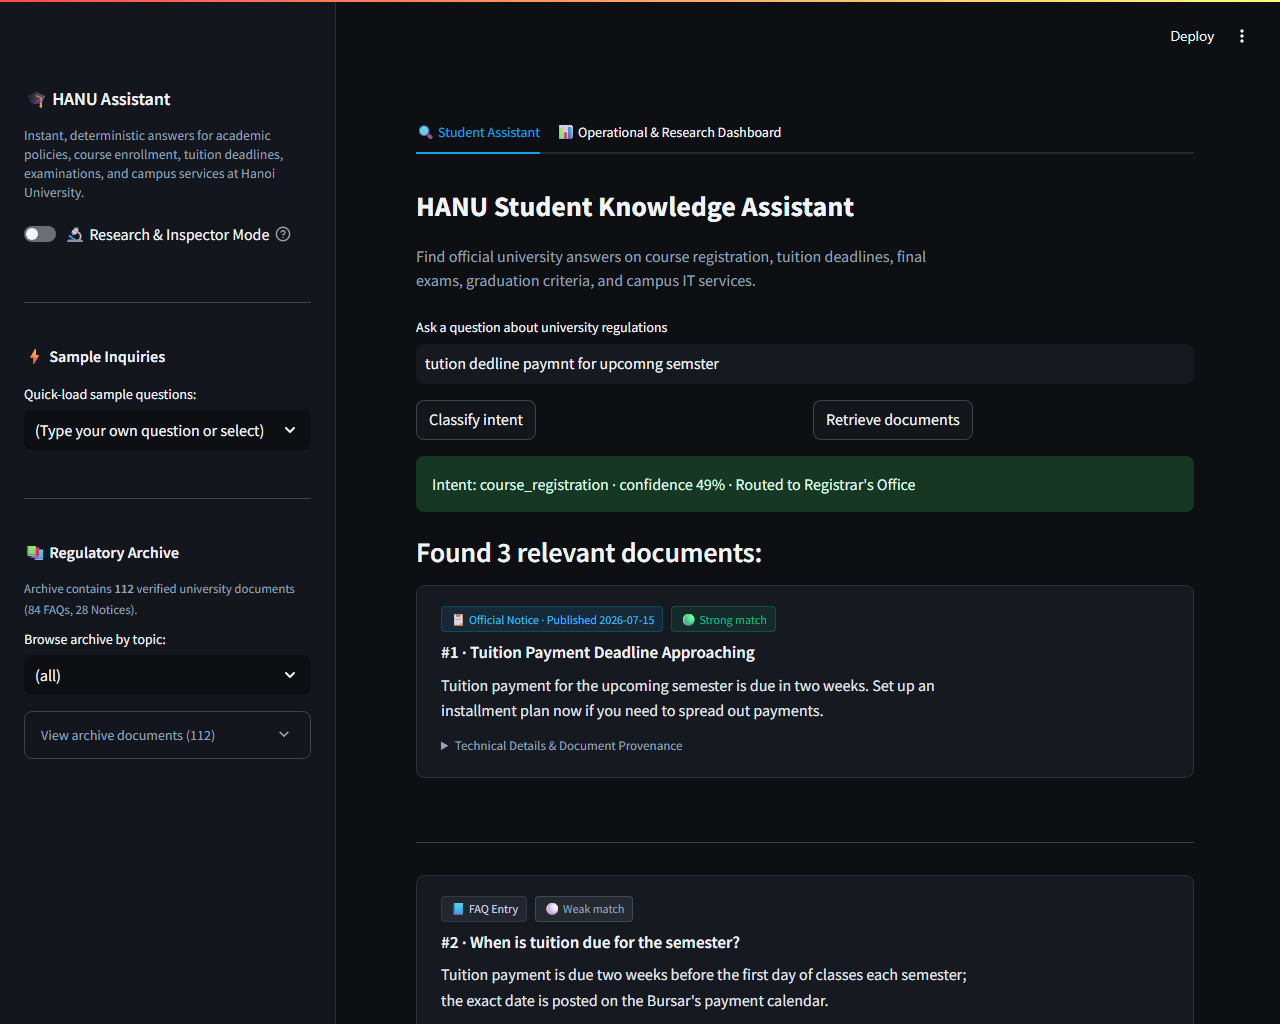 Deploy
HANU Assistant
Instant, deterministic answers for academic
policies, course enrollment, tuition deadlines,
examinations, and campus services at Hanoi
University.
Research & Inspector Mode
Sample Inquiries
Quick-load sample questions:
(Type your own question or select)
Regulatory Archive
Archive contains 112 verified university documents
(84 FAQs, 28 Notices).
Browse archive by topic:
(all)
View archive documents (112)
Student Assistant
Operational & Research Dashboard
HANU Student Knowledge Assistant
Find official university answers on course registration, tuition deadlines, final
exams, graduation criteria, and campus IT services.
Ask a question about university regulations
tution dedline paymnt for upcomng semster
Classify intent
Retrieve documents
Intent: course_registration · confidence 49% · Routed to Registrar's Office
Found 3 relevant documents:
Official Notice · Published 2026-07-15
Strong match
#1 · Tuition Payment Deadline Approaching
Tuition payment for the upcoming semester is due in two weeks. Set up an
installment plan now if you need to spread out payments.
Technical Details & Document Provenance
FAQ Entry
Weak match
#2 · When is tuition due for the semester?
Tuition payment is due two weeks before the first day of classes each semester;
the exact date is posted on the Bursar's payment calendar.